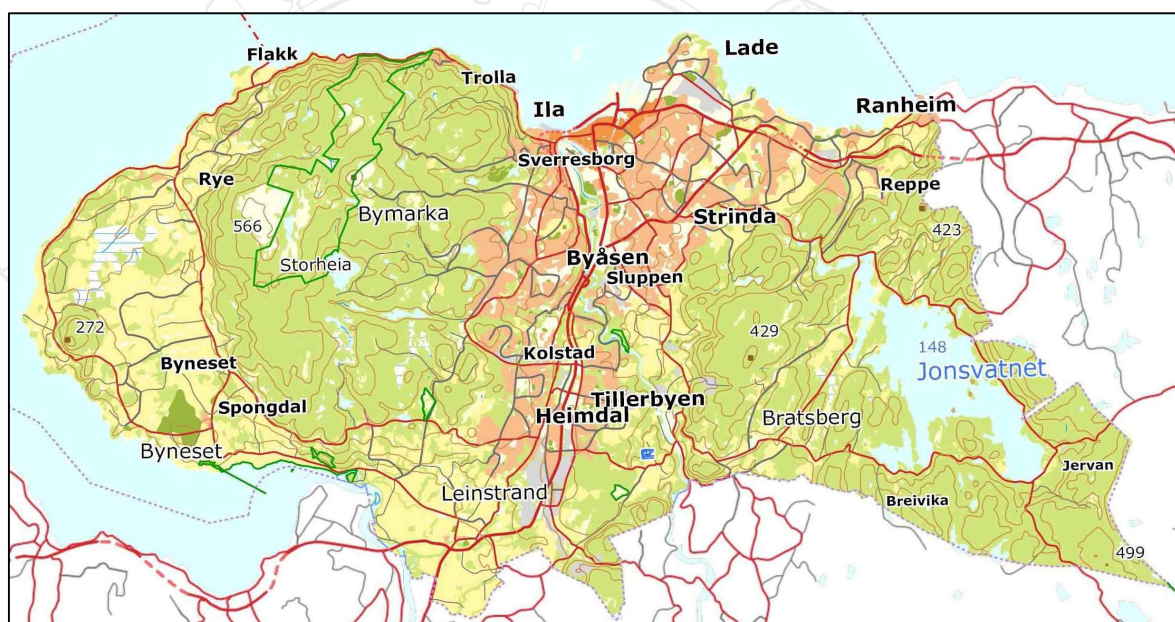 Lade
Flakk
Trolla
Ila
Ranheim
Sverresborg
Rye
Reppe
Bymarka
Strinda
566
423
Byåsen
Storheia
Sluppen
272
429
148
Jonsvatnet
Kolstad
Byneset
Tillerbyen
Spongdal
Heimdal
Bratsberg
Byneset
Jervan
Leinstrand
Breivika
499